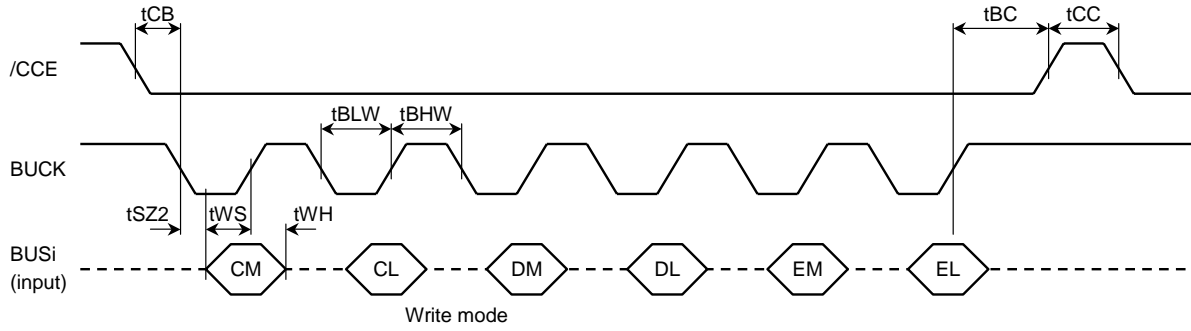 tCB tBC tCC
/CCE
tBLW tBHW
BUCK
tSZ2 tWS tWH
BUSi
(input)
CM CL DM DL EM EL
Write mode